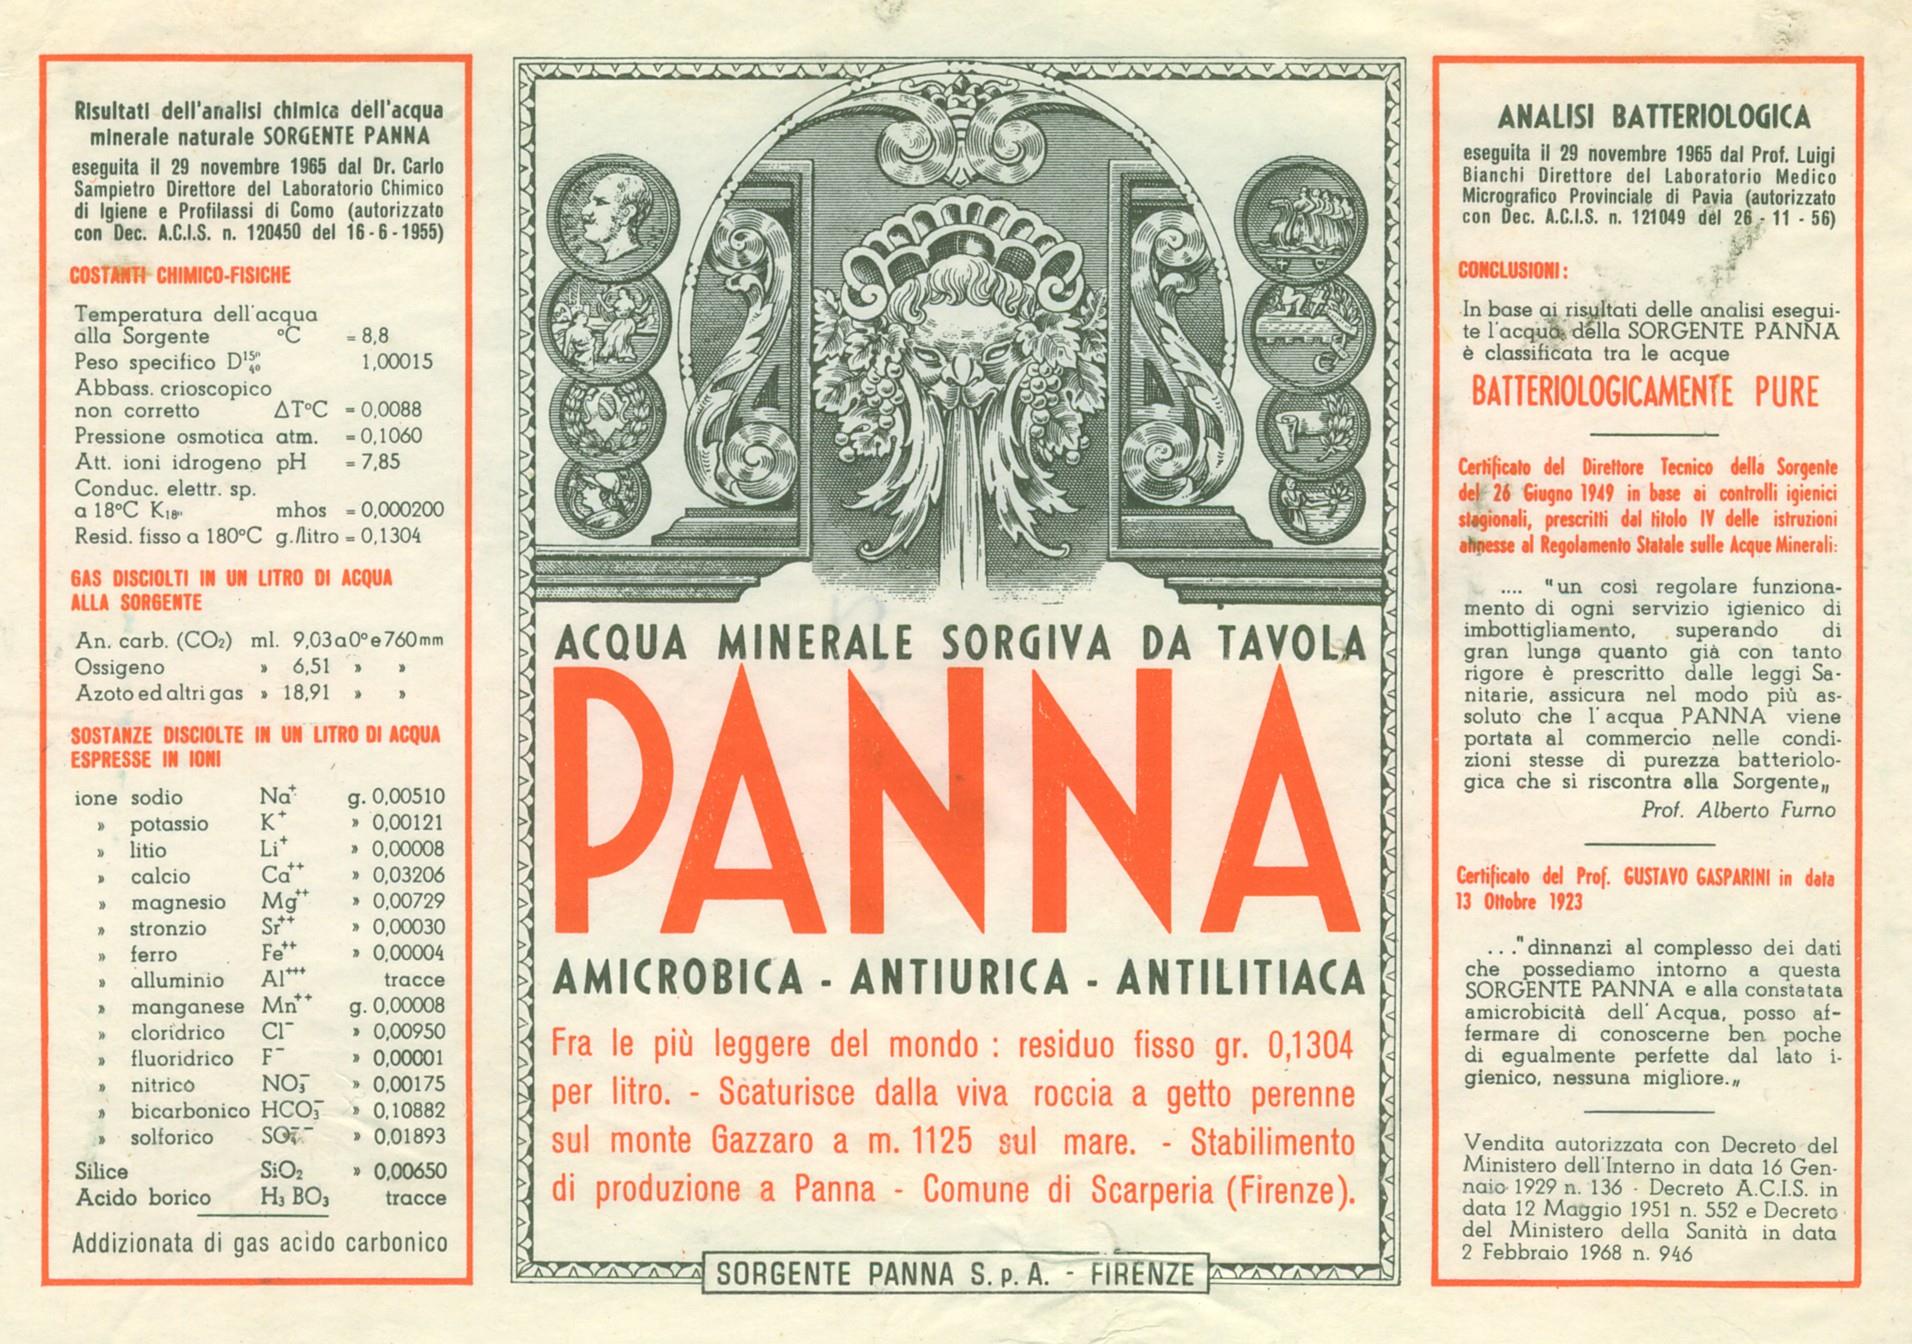 Risultati dell'analisi chimica dell'acqua
minerale naturale SORGENTE PANNA
eseguita il 29 novembre 1965 dal Dr. Carlo
Sampietro Direttore del Laboratorio Chimico
di Igiene e Profilassi di Como (autorizzato
con Dec. A.C.I.S. n. 120450 del 16-6-1955)
COSTANTI CHIMICO-FISICHE
Temperatura dell'acqua
alla Sorgente °C = 8,8
Peso specifico D15°/4° 1,00015
Abbass. crioscopico
non corretto ΔT°C = 0,0088
Pressione osmotica atm. = 0,1060
Att. ioni idrogeno pH = 7,85
Conduc. elettr. sp.
a 18°C K18° mhos = 0,000200
Resid. fisso a 180°C g./litro = 0,1304
GAS DISCIOLTI IN UN LITRO DI ACQUA
ALLA SORGENTE
An. carb. (CO2) ml. 9,03 a 0° e 760 mm
Ossigeno » 6,51 » »
Azoto ed altri gas » 18,91 » »
SOSTANZE DISCIOLTE IN UN LITRO DI ACQUA
ESPRESSE IN IONI
ione sodio Na+ g. 0,00510
» potassio K+ » 0,00121
» litio Li+ » 0,00008
» calcio Ca++ » 0,03206
» magnesio Mg++ » 0,00729
» stronzio Sr++ » 0,00030
» ferro Fe++ » 0,00004
» alluminio Al+++ tracce
» manganese Mn++ g. 0,00008
» cloridrico Cl- » 0,00950
» fluoridrico F- » 0,00001
» nitrico NO3- » 0,00175
» bicarbonico HCO3- » 0,10882
» solforico SO4-- » 0,01893
Silice SiO2 » 0,00650
Acido borico H3 BO3 tracce
Addizionata di gas acido carbonico
ACQUA MINERALE SORGIVA DA TAVOLA
PANNA
AMICROBICA - ANTIURICA - ANTILITIACA
Fra le più leggere del mondo : residuo fisso gr. 0,1304
per litro. - Scaturisce dalla viva roccia a getto perenne
sul monte Gazzaro a m. 1125 sul mare. - Stabilimento
di produzione a Panna - Comune di Scarperia (Firenze).
SORGENTE PANNA S.p.A. - FIRENZE
ANALISI BATTERIOLOGICA
eseguita il 29 novembre 1965 dal Prof. Luigi
Bianchi Direttore del Laboratorio Medico
Micrografico Provinciale di Pavia (autorizzato
con Dec. A.C.I.S. n. 121049 del 26 - 11 - 56)
CONCLUSIONI:
In base ai risultati delle analisi esegui-
te l'acqua della SORGENTE PANNA
è classificata tra le acque
BATTERIOLOGICAMENTE PURE
Certificato del Direttore Tecnico della Sorgente
del 26 Giugno 1949 in base ai controlli igienici
stagionali, prescritti dal titolo IV delle istruzioni
annesse al Regolamento Statale sulle Acque Minerali:
.... "un così regolare funziona-
mento di ogni servizio igienico di
imbottigliamento, superando di
gran lunga quanto già con tanto
rigore è prescritto dalle leggi Sa-
nitarie, assicura nel modo più as-
soluto che l'acqua PANNA viene
portata al commercio nelle condi-
zioni stesse di purezza batteriolo-
gica che si riscontra alla Sorgente„
Prof. Alberto Furno
Certificato del Prof. GUSTAVO GASPARINI in data
13 Ottobre 1923
..."dinnanzi al complesso dei dati
che possediamo intorno a questa
SORGENTE PANNA e alla constatata
amicrobicità dell'Acqua, posso af-
fermare di conoscerne ben poche
di egualmente perfette dal lato i-
gienico, nessuna migliore.„
Vendita autorizzata con Decreto del
Ministero dell'Interno in data 16 Gen-
naio 1929 n. 136 - Decreto A.C.I.S. in
data 12 Maggio 1951 n. 552 e Decreto
del Ministero della Sanità in data
2 Febbraio 1968 n. 946